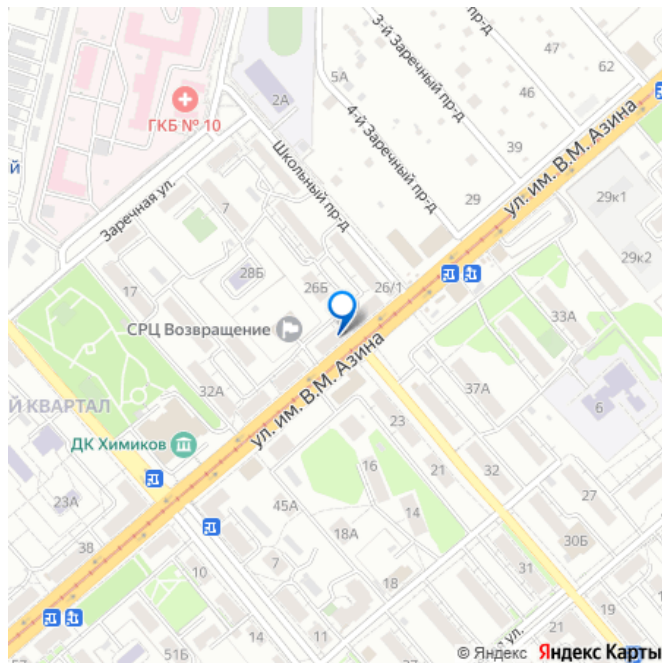 3-й Заречный пр-д
пр-д
47
62
5А
2А
46
ГКБ № 10
4-й Заречный пр-д
39
ул. им. В.М. Азина
Й
Школьный пр-д
29
29к1
Заречная ул.
7
29к2
28Б
26Б
26/1
17
33А
СРЦ Возвращение
32А
ул. им. В.М. Азина
37А
Й КВАРТАЛ
6
23
ДК Химиков
21
32
16
27
23А
45А
14
18А
30Б
38
7
10
18
31
19
14
11
21
ул.
51Б
16
© Яндекс Яндекс Карты